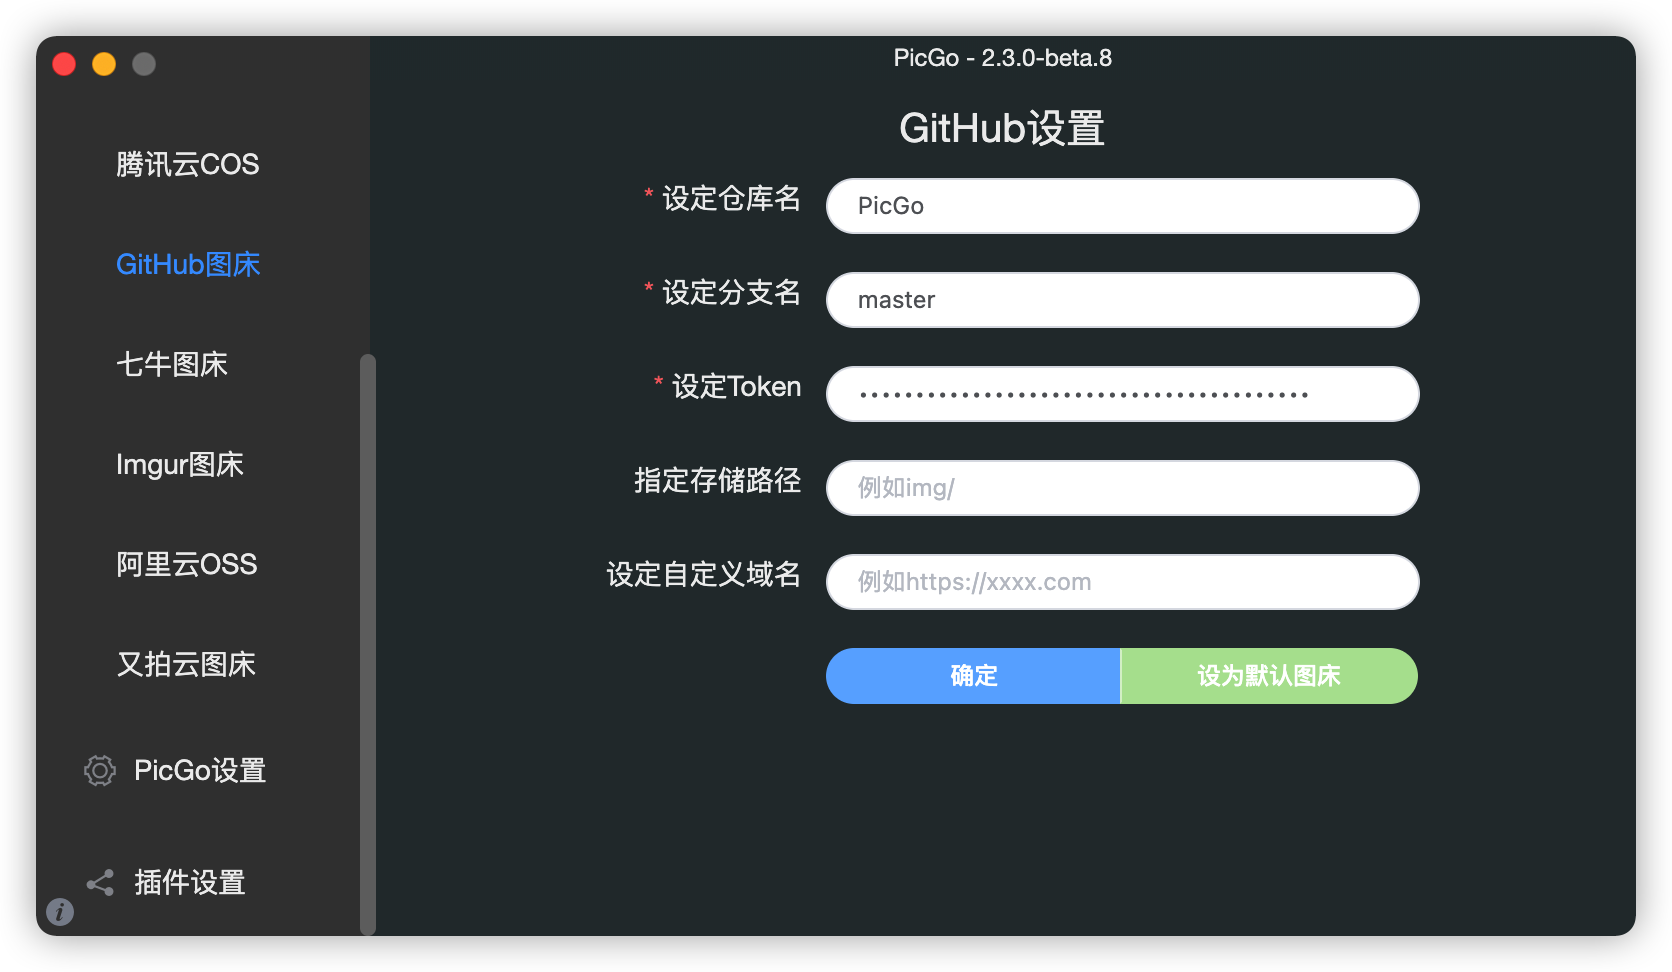 PicGo - 2.3.0-beta.8
腾讯云COS
GitHub图床
七牛图床
Imgur图床
阿里云OSS
又拍云图床
PicGo设置
插件设置
i
GitHub设置
* 设定仓库名
PicGo
* 设定分支名
master
* 设定Token
指定存储路径
例如img/
设定自定义域名
例如https://xxxx.com
确定
设为默认图床